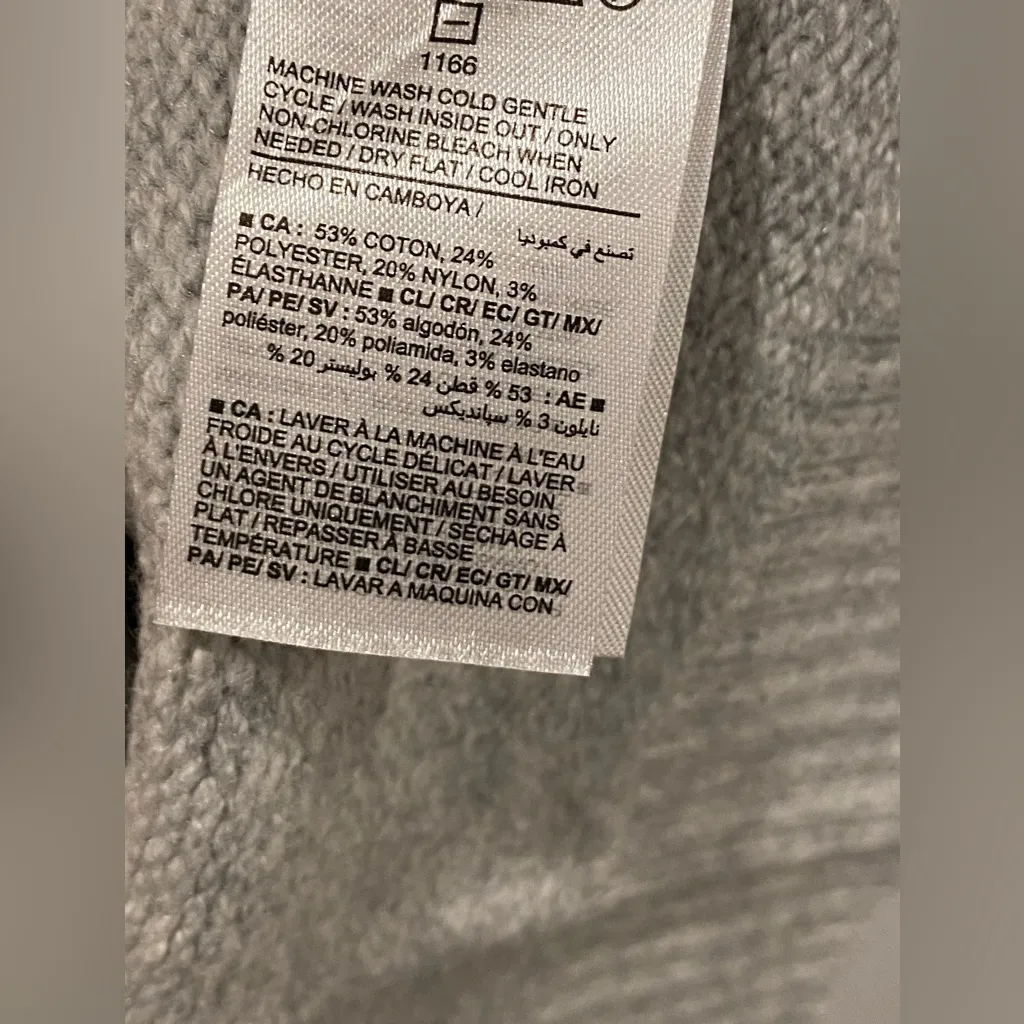 1166
MACHINE WASH COLD GENTLE
CYCLE / WASH INSIDE OUT / ONLY
NON-CHLORINE BLEACH WHEN
NEEDED / DRY FLAT / COOL IRON
HECHO EN CAMBOYA /
تصنع في كمبوديا
■ CA : 53% COTON, 24%
POLYESTER, 20% NYLON, 3%
ÉLASTHANNE ■ CL/ CR/ EC/ GT/ MX/
PA/ PE/ SV : 53% algodón, 24%
poliéster, 20% poliamida, 3% elastano
■ AE : 53 % قطن 24 % بوليستر 20 %
نايلون 3 % سباندیکس
■ CA : LAVER À LA MACHINE À L'EAU
FROIDE AU CYCLE DÉLICAT / LAVER
À L'ENVERS / UTILISER AU BESOIN
UN AGENT DE BLANCHIMENT SANS
CHLORE UNIQUEMENT / SÉCHAGE À
PLAT / REPASSER À BASSE
TEMPÉRATURE ■ CL/ CR/ EC/ GT/ MX/
PA/ PE/ SV : LAVAR A MAQUINA CON